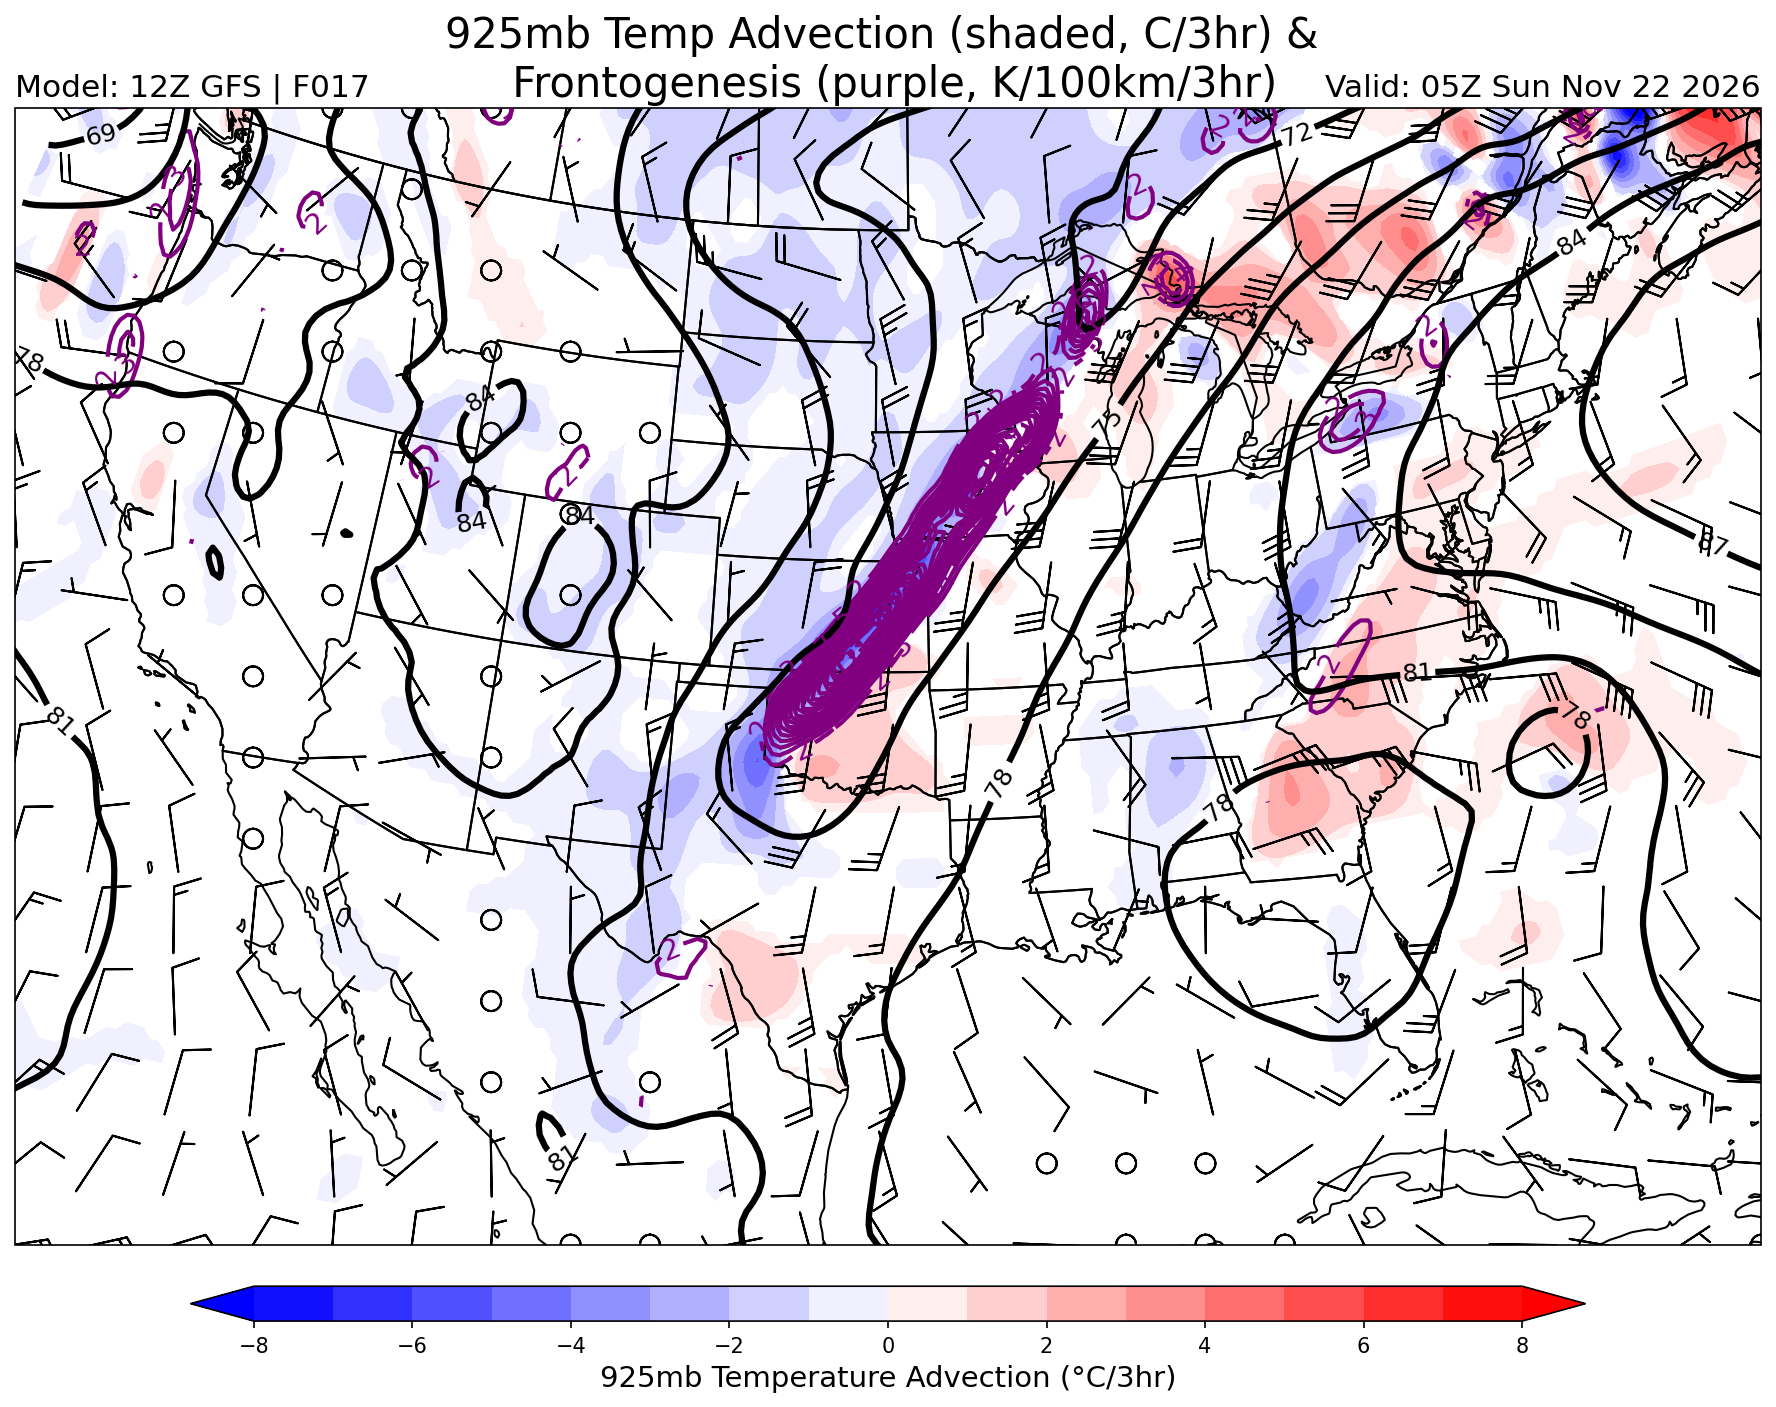 925mb Temp Advection (shaded, C/3hr) &
Frontogenesis (purple, K/100km/3hr)
Model: 12Z GFS | F017
Valid: 05Z Sun Nov 22 2026
69
72
84
78
84
75
84
84
87
81
81
78
78
78
81
−8 −6 −4 −2 0 2 4 6 8
925mb Temperature Advection (°C/3hr)